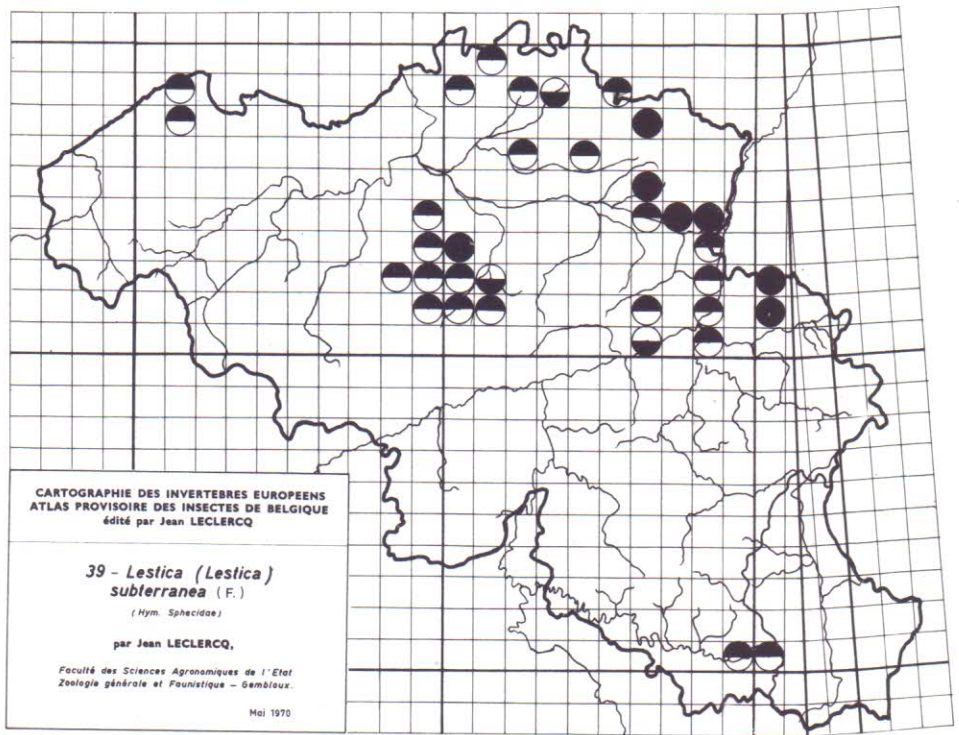 CARTOGRAPHIE DES INVERTEBRES EUROPEENS
ATLAS PROVISOIRE DES INSECTES DE BELGIQUE
édité par Jean LECLERCQ
39 - Lestica (Lestica)
subterranea (F.)
(Hym. Sphecidae)
par Jean LECLERCQ,
Faculté des Sciences Agronomiques de l'Etat
Zoologie générale et Faunistique - Gembloux.
Mai 1970